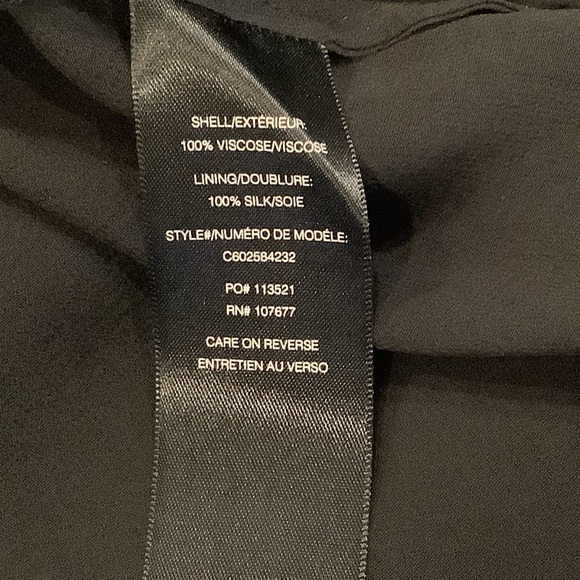 SHELL/EXTÉRIEUR:
100% VISCOSE/VISCOSE
LINING/DOUBLURE:
100% SILK/SOIE
STYLE#/NUMÉRO DE MODÉLE:
C602584232
PO# 113521
RN# 107677
CARE ON REVERSE
ENTRETIEN AU VERSO